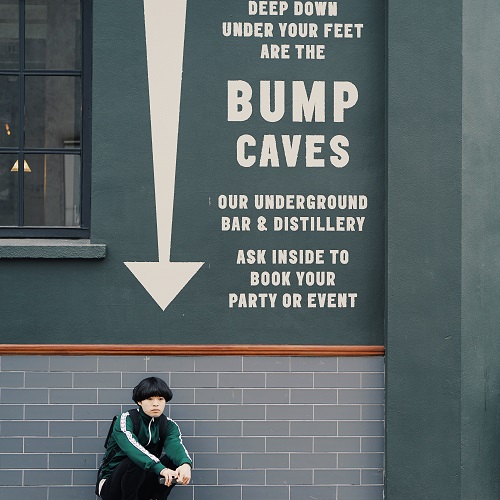 DEEP DOWN
UNDER YOUR FEET
ARE THE
BUMP
CAVES
OUR UNDERGROUND
BAR & DISTILLERY
ASK INSIDE TO
BOOK YOUR
PARTY OR EVENT